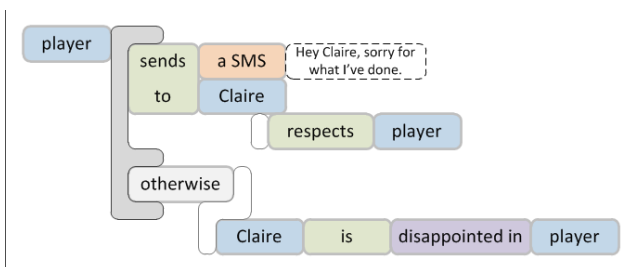 player
sends a SMS Hey Claire, sorry for
what I've done.
to Claire
respects player
otherwise
Claire is disappointed in player